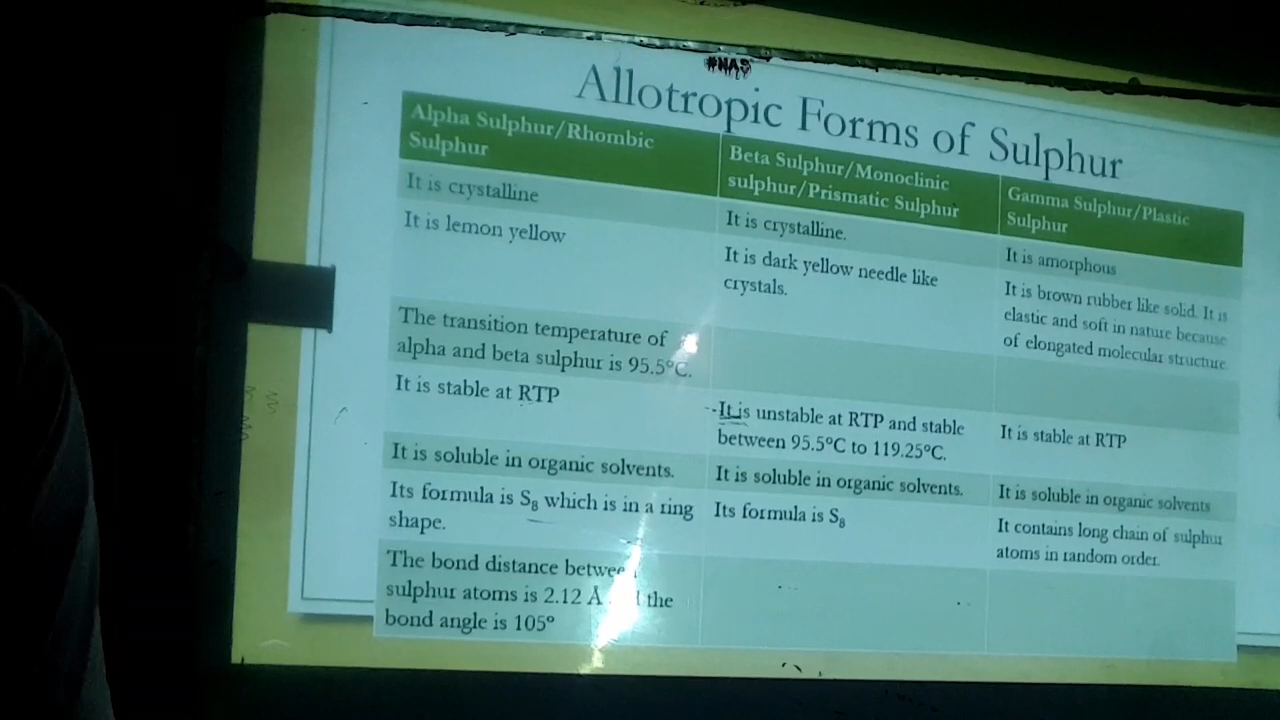 #NAS
Allotropic Forms of Sulphur
Alpha Sulphur/Rhombic
Sulphur
Beta Sulphur/Monoclinic
sulphur/Prismatic Sulphur
Gamma Sulphur/Plastic
Sulphur
It is crystalline
It is crystalline.
It is amorphous
It is lemon yellow
It is dark yellow needle like
crystals.
It is brown rubber like solid. It is
elastic and soft in nature because
of elongated molecular structure.
The transition temperature of
alpha and beta sulphur is 95.5°C.
It is stable at RTP
It is unstable at RTP and stable
between 95.5°C to 119.25°C.
It is stable at RTP
It is soluble in organic solvents.
It is soluble in organic solvents.
It is soluble in organic solvents
Its formula is S₈ which is in a ring
shape.
Its formula is S₈
It contains long chain of sulphur
atoms in random order.
The bond distance between
sulphur atoms is 2.12 Å the
bond angle is 105°